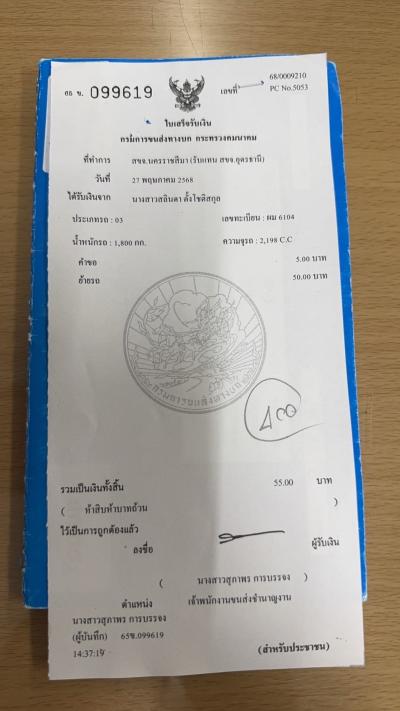 68/0009210
ศธ ข. 099619
เลขที่ PC No.5053
ใบเสร็จรับเงิน
กรมการขนส่งทางบก กระทรวงคมนาคม
ที่ทำการ สขจ.นครราชสีมา (รับแทน สขจ.อุดรธานี)
วันที่ 27 พฤษภาคม 2568
ได้รับเงินจาก นางสาวสลินดา ตั้งโชติสกุล
ประเภทรถ : 03 เลขทะเบียน : ผม 6104
น้ำหนักรถ : 1,800 กก. ความจุรถ : 2,198 C.C
คำขอ 5.00 บาท
ย้ายรถ 50.00 บาท
กรมการขนส่งทางบก
รวมเป็นเงินทั้งสิ้น 55.00 บาท
( ห้าสิบห้าบาทถ้วน )
ไว้เป็นการถูกต้องแล้ว
ลงชื่อ ผู้รับเงิน
( นางสาวสุภาพร การบรรจง )
ตำแหน่ง เจ้าพนักงานขนส่งชำนาญงาน
นางสาวสุภาพร การบรรจง
(ผู้บันทึก) 65ข.099619
14:37:19 (สำหรับประชาชน)